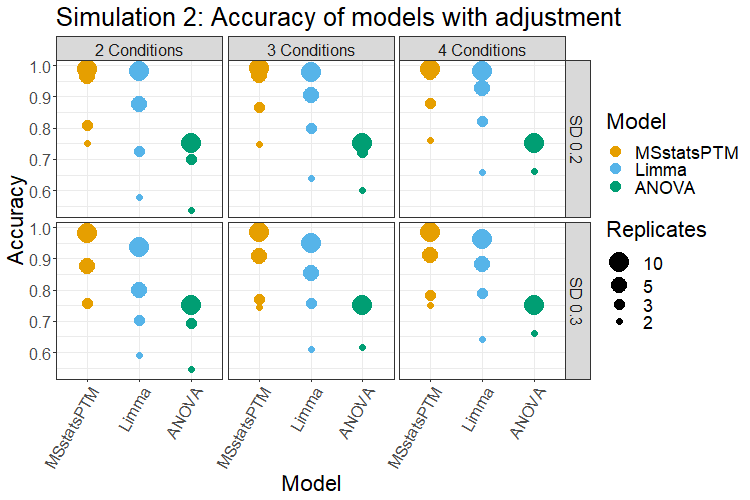 Simulation 2: Accuracy of models with adjustment
2 Conditions
3 Conditions
4 Conditions
1.0
0.9
0.8
0.7
0.6
SD 0.2
1.0
0.9
0.8
0.7
0.6
SD 0.3
Accuracy
MSstatsPTM
Limma
ANOVA
MSstatsPTM
Limma
ANOVA
MSstatsPTM
Limma
ANOVA
Model
Model
MSstatsPTM
Limma
ANOVA
Replicates
10
5
3
2